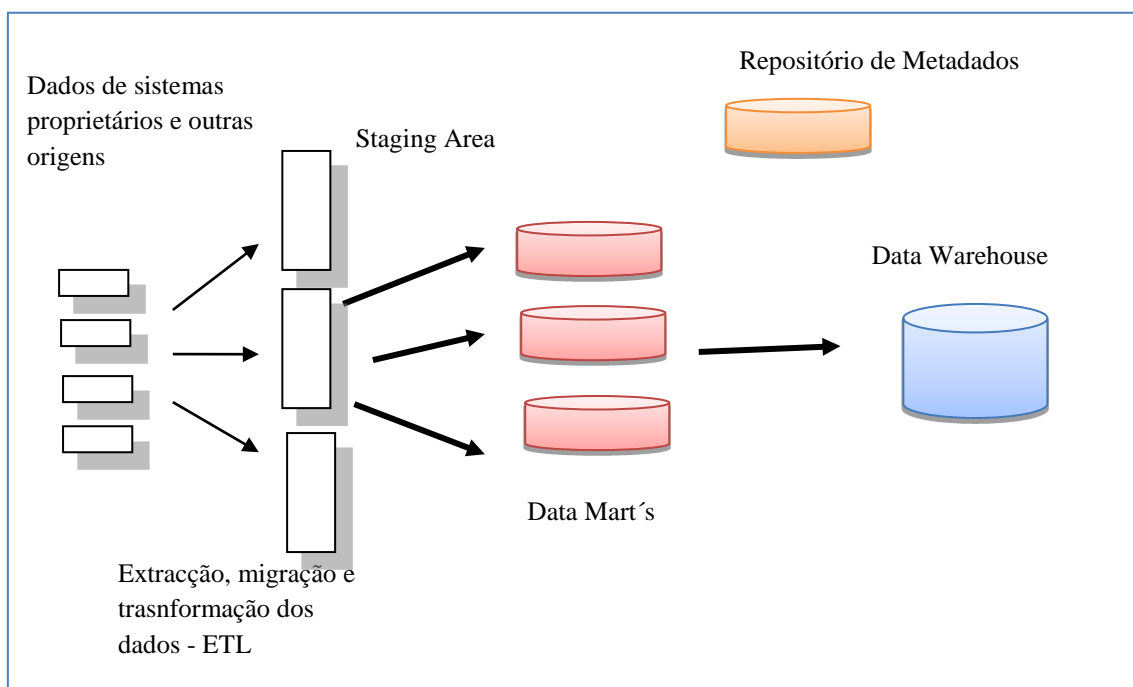 Dados de sistemas
proprietários e outras
origens
Staging Area
Repositório de Metadados
Data Warehouse
Data Mart´s
Extracção, migração e
trasnformação dos
dados - ETL